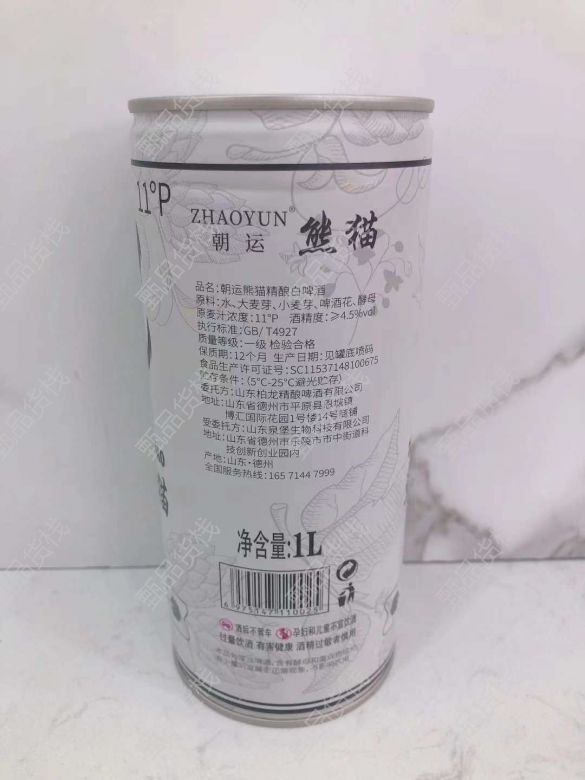 11°P
ZHAOYUN®
朝运
熊猫
品名:朝运熊猫精酿白啤酒
原料:水、大麦芽、小麦芽、啤酒花、酵母
原麦汁浓度:11°P 酒精度:≥4.5%vol
执行标准:GB/T4927
质量等级:一级 检验合格
保质期:12个月 生产日期:见罐底喷码
食品生产许可证号:SC11537148100675
贮存条件:(5℃-25℃避光贮存)
委托方:山东柏龙精酿啤酒有限公司
地址:山东省德州市平原县恩城镇
博汇国际花园1号楼14号商铺
受委托方:山东泉堡生物科技有限公司
地址:山东省德州市乐陵市市中街道科
技创新创业园内
产地:山东·德州
全国服务热线:165 7144 7999
净含量:1L
酒后不驾车 孕妇和儿童不宜饮酒
过量饮酒 有害健康 酒精过敏者慎用
甄品货栈